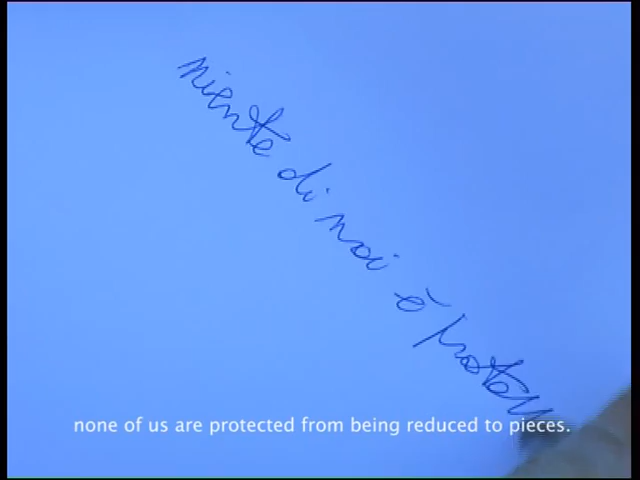 niente di noi è
none of us are protected from being reduced to pieces.